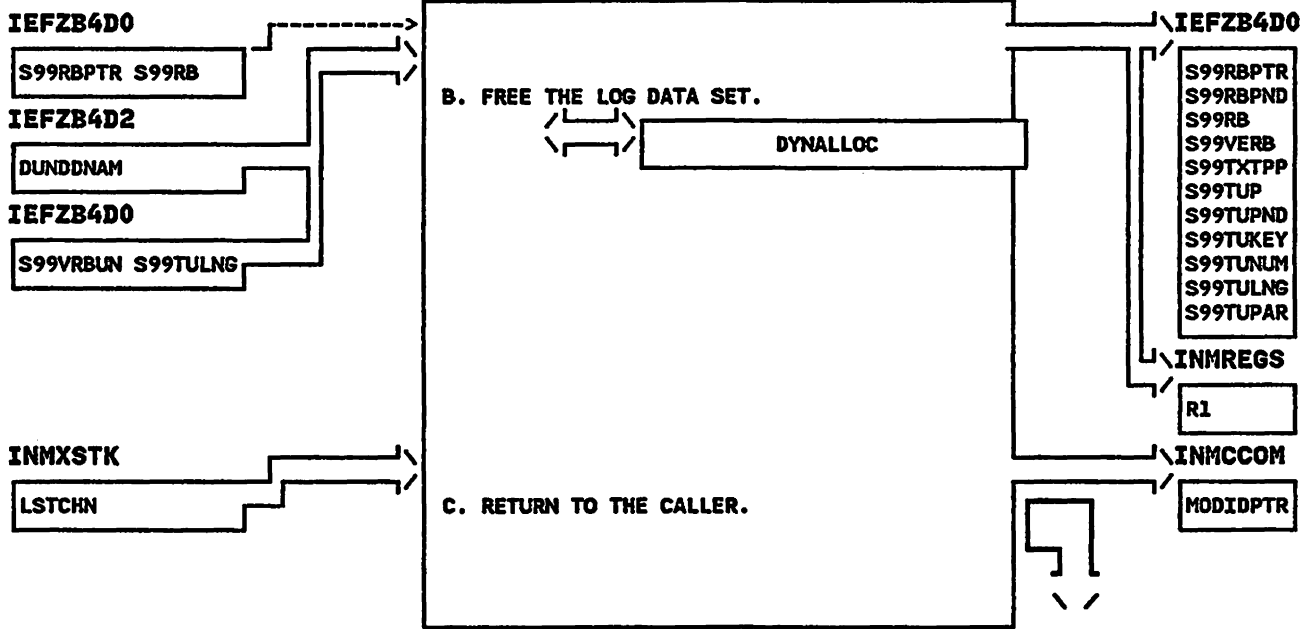 IEFZB4D0
S99RBPTR S99RB
IEFZB4D2
DUNDDNAM
IEFZB4D0
S99VRBUN S99TULNG
INMXSTK
LSTCHN
B. FREE THE LOG DATA SET.
DYNALLOC
C. RETURN TO THE CALLER.
IEFZB4D0
S99RBPTR
S99RBPND
S99RB
S99VERB
S99TXTPP
S99TUP
S99TUPND
S99TUKEY
S99TUNUM
S99TULNG
S99TUPAR
INMREGS
R1
INMCCOM
MODIDPTR